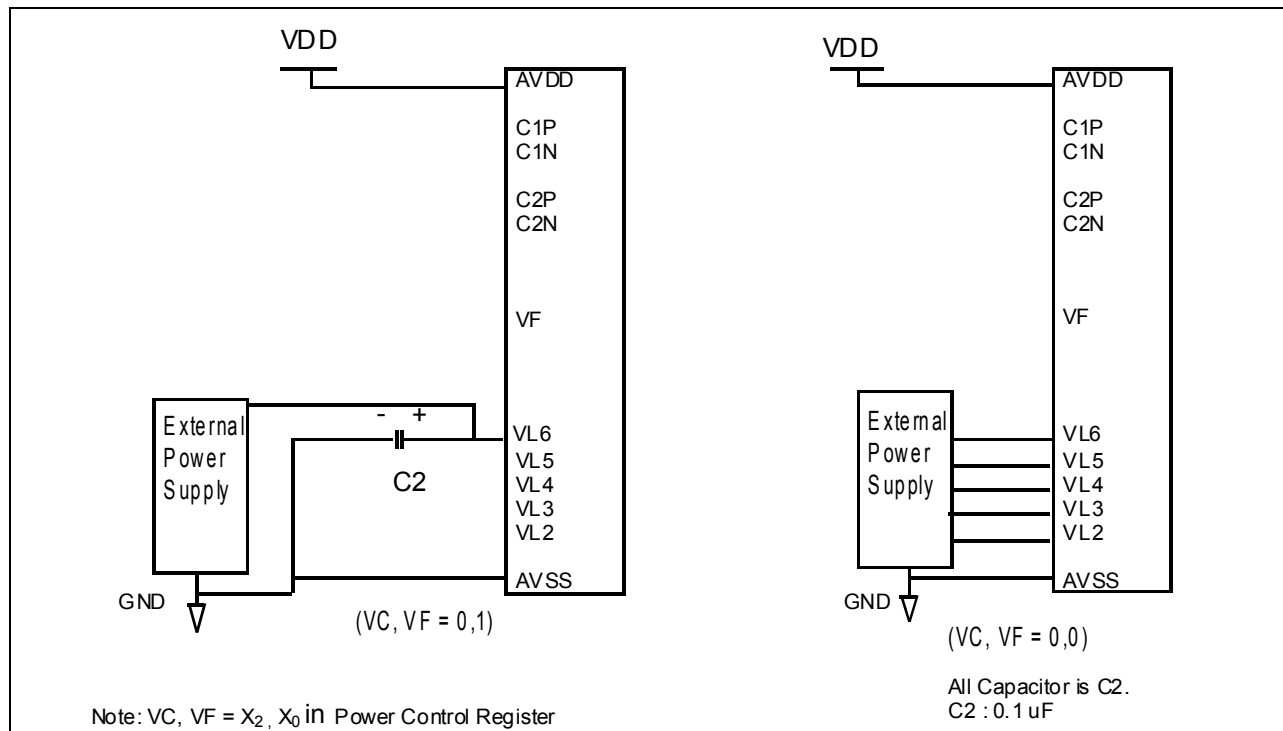 VDD
AVDD
C1P
C1N
C2P
C2N
VF
External
Power
Supply
- +
C2
VL6
VL5
VL4
VL3
VL2
AVSS
GND
(VC, VF = 0,1)
Note: VC, VF = X2 , X0 in Power Control Register
VDD
AVDD
C1P
C1N
C2P
C2N
VF
External
Power
Supply
VL6
VL5
VL4
VL3
VL2
AVSS
GND
(VC, VF = 0,0)
All Capacitor is C2.
C2 : 0.1 uF